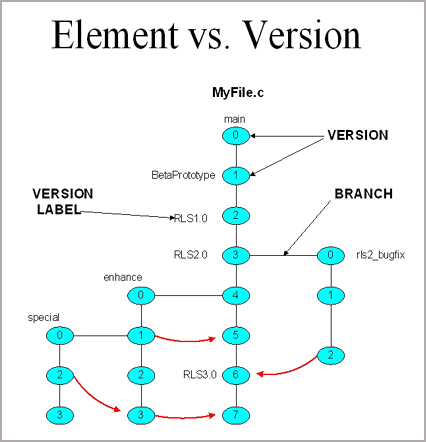 Element vs. Version
MyFile.c
main
0
VERSION
BetaPrototype
1
VERSION
LABEL
BRANCH
RLS1.0
2
RLS2.0
3
0
rls2_bugfix
enhance
0
4
1
special
0
1
5
2
2
2
RLS3.0
6
3
3
7